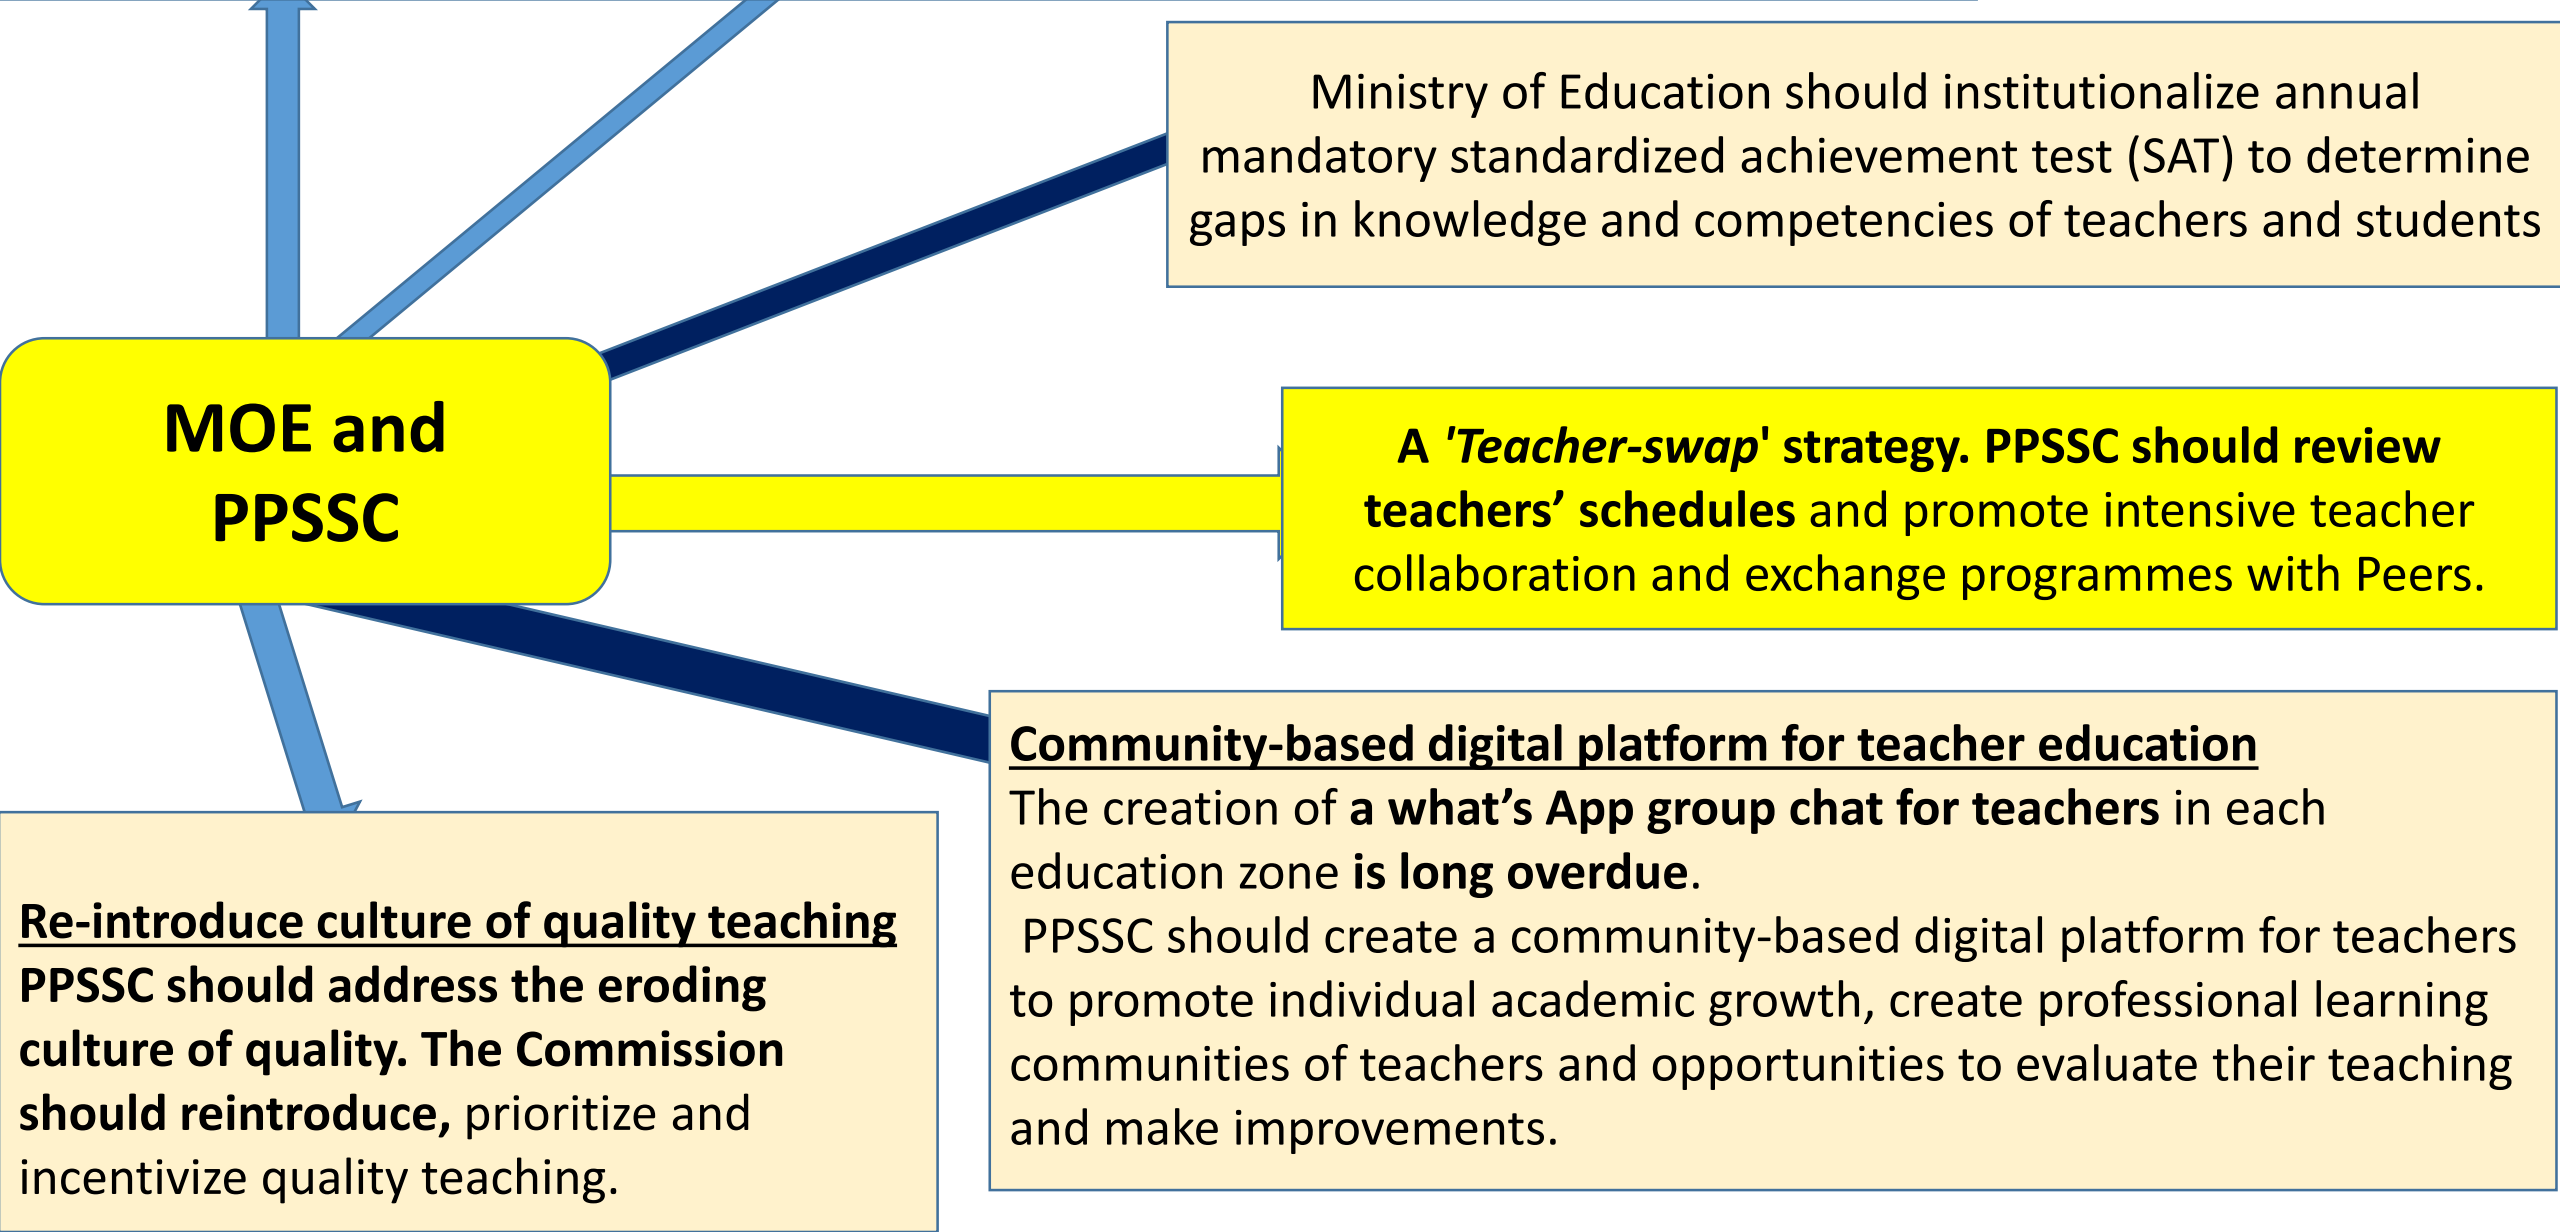 Ministry of Education should institutionalize annual
mandatory standardized achievement test (SAT) to determine
gaps in knowledge and competencies of teachers and students
MOE and
PPSSC
A 'Teacher-swap' strategy. PPSSC should review
teachers’ schedules and promote intensive teacher
collaboration and exchange programmes with Peers.
Community-based digital platform for teacher education
The creation of a what’s App group chat for teachers in each
education zone is long overdue.
PPSSC should create a community-based digital platform for teachers
to promote individual academic growth, create professional learning
communities of teachers and opportunities to evaluate their teaching
and make improvements.
Re-introduce culture of quality teaching
PPSSC should address the eroding
culture of quality. The Commission
should reintroduce, prioritize and
incentivize quality teaching.